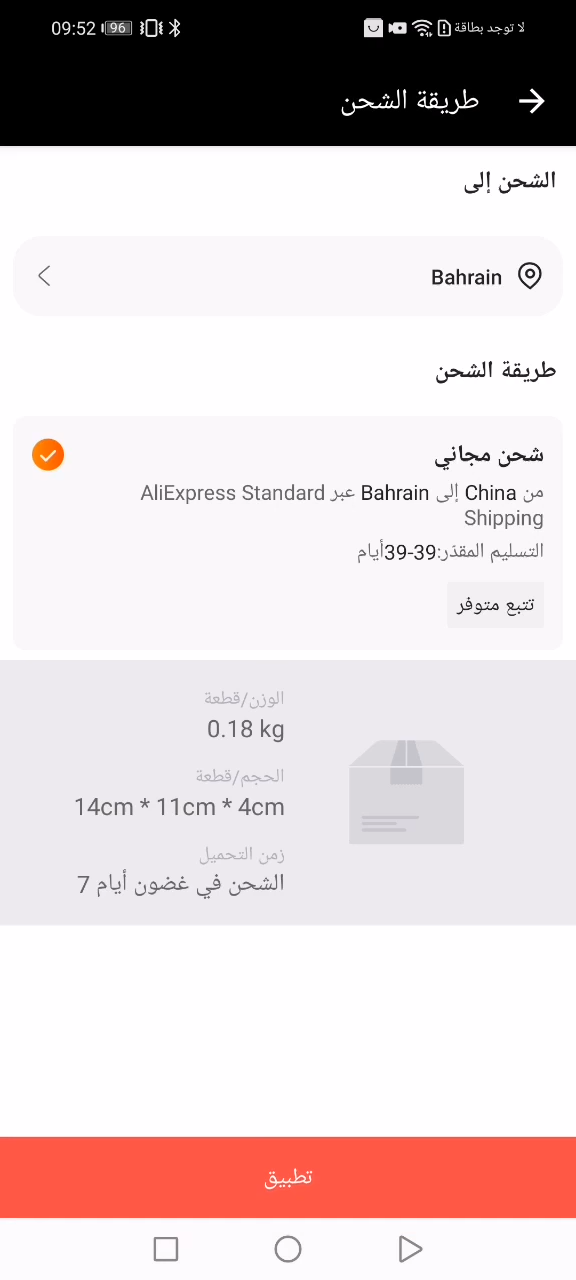 09:52 96 لا توجد بطاقة
طريقة الشحن
الشحن إلى
Bahrain
طريقة الشحن
شحن مجاني
من China إلى Bahrain عبر AliExpress Standard
Shipping
التسليم المقدّر:39-39أيام
تتبع متوفر
الوزن/قطعة
0.18 kg
الحجم/قطعة
14cm * 11cm * 4cm
زمن التحميل
الشحن في غضون أيام 7
تطبيق